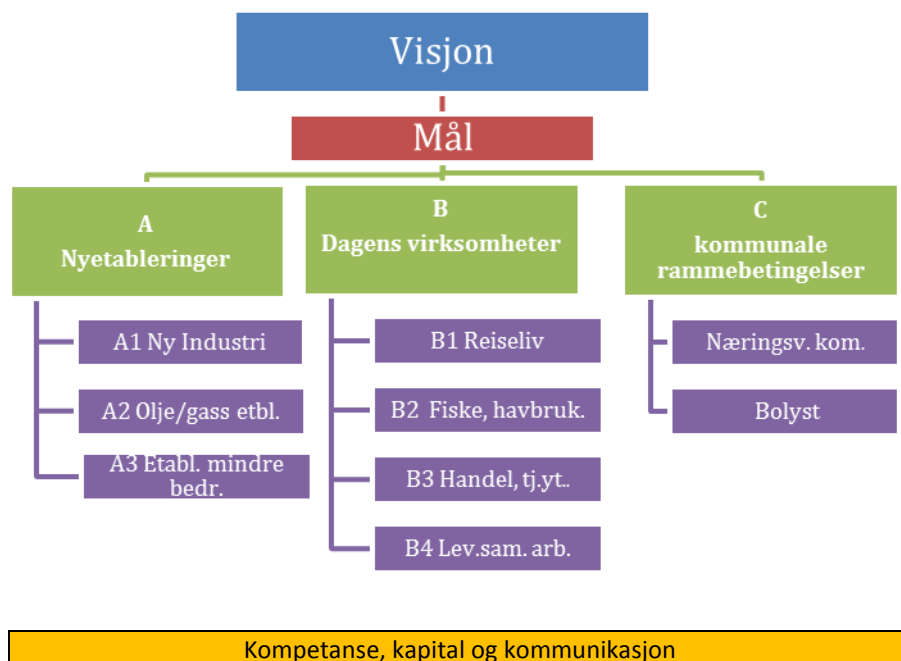 Visjon
Mål
A
Nyetableringer
A1 Ny Industri
A2 Olje/gass etbl.
A3 Etabl. mindre
bedr.
B
Dagens virksomheter
B1 Reiseliv
B2 Fiske, havbruk.
B3 Handel, tj.yt..
B4 Lev.sam. arb.
C
kommunale
rammebetingelser
Næringsv. kom.
Bolyst
Kompetanse, kapital og kommunikasjon